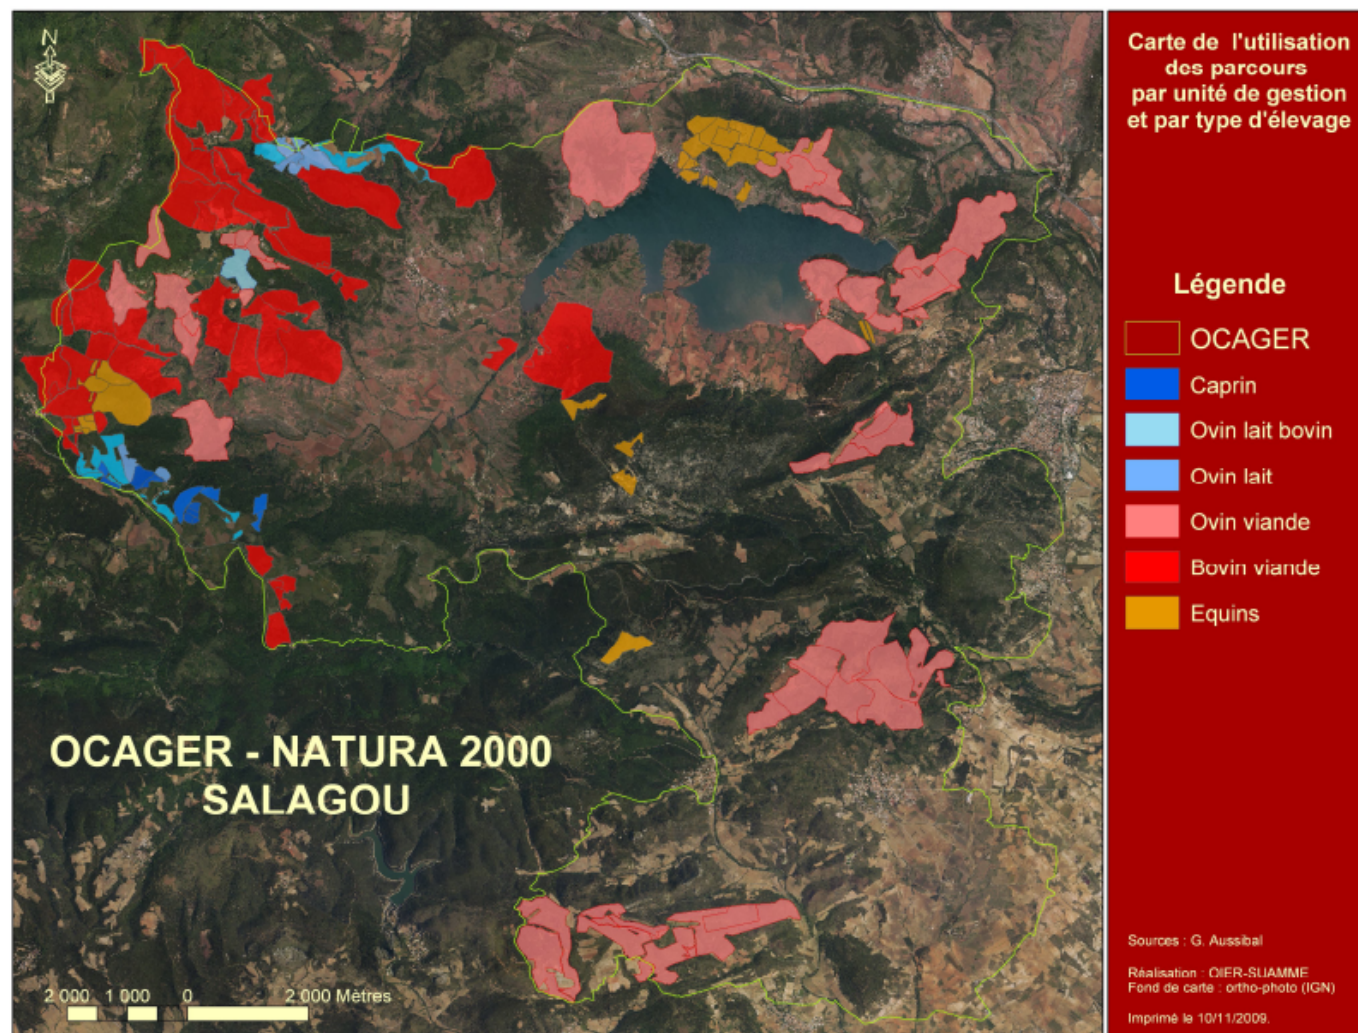 N
Carte de l'utilisation
des parcours
par unité de gestion
et par type d'élevage
Légende
OCAGER
Caprin
Ovin lait bovin
Ovin lait
Ovin viande
Bovin viande
Equins
OCAGER - NATURA 2000
SALAGOU
2 000 1 000 0 2 000 Mètres
Sources : G. Aussibal
Réalisation : OIER-SUAMME
Fond de carte : ortho-photo (IGN)
Imprimé le 10/11/2009.